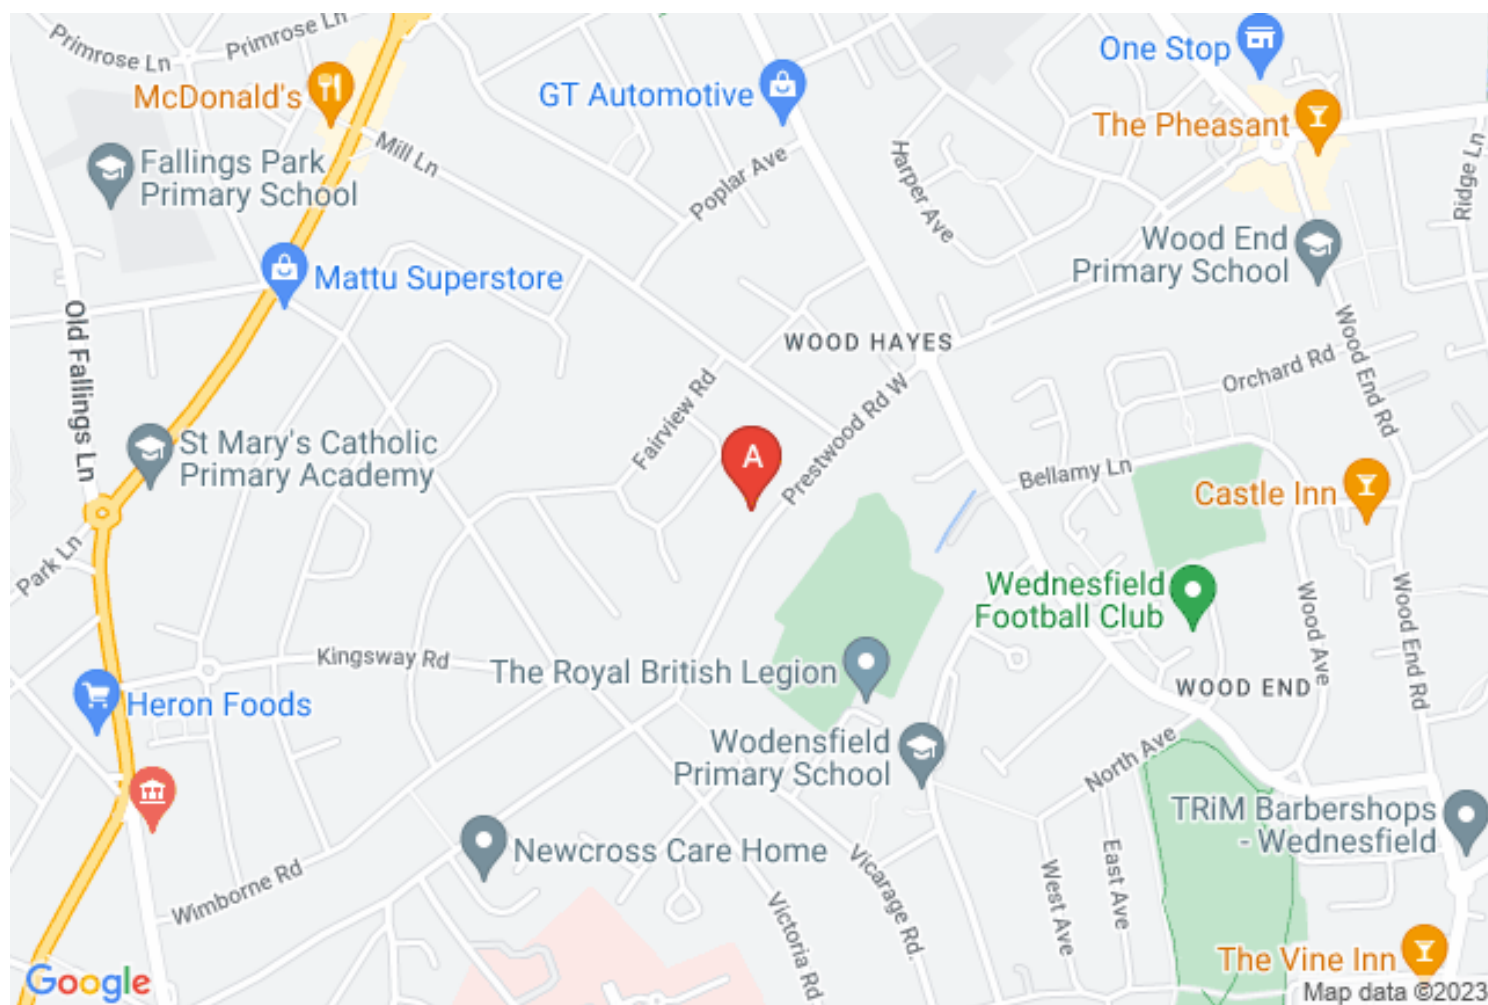 Primrose Ln
Primrose Ln
McDonald's
GT Automotive
One Stop
The Pheasant
Mill Ln
Fallings Park
Primary School
Poplar Ave
Harper Ave
Ridge Ln
Wood End
Primary School
Mattu Superstore
Old Fallings Ln
WOOD HAYES
Wood End Rd
Orchard Rd
Fairview Rd
Prestwood Rd W
St Mary's Catholic
Primary Academy
A
Bellamy Ln
Castle Inn
Park Ln
Wednesfield
Football Club
Wood Ave
Wood End Rd
Kingsway Rd
The Royal British Legion
WOOD END
Heron Foods
Wodensfield
Primary School
North Ave
TRiM Barbershops
- Wednesfield
Newcross Care Home
Vicarage Rd.
East Ave
West Ave
Wimborne Rd
Victoria Rd
The Vine Inn
Google
Map data ©2023